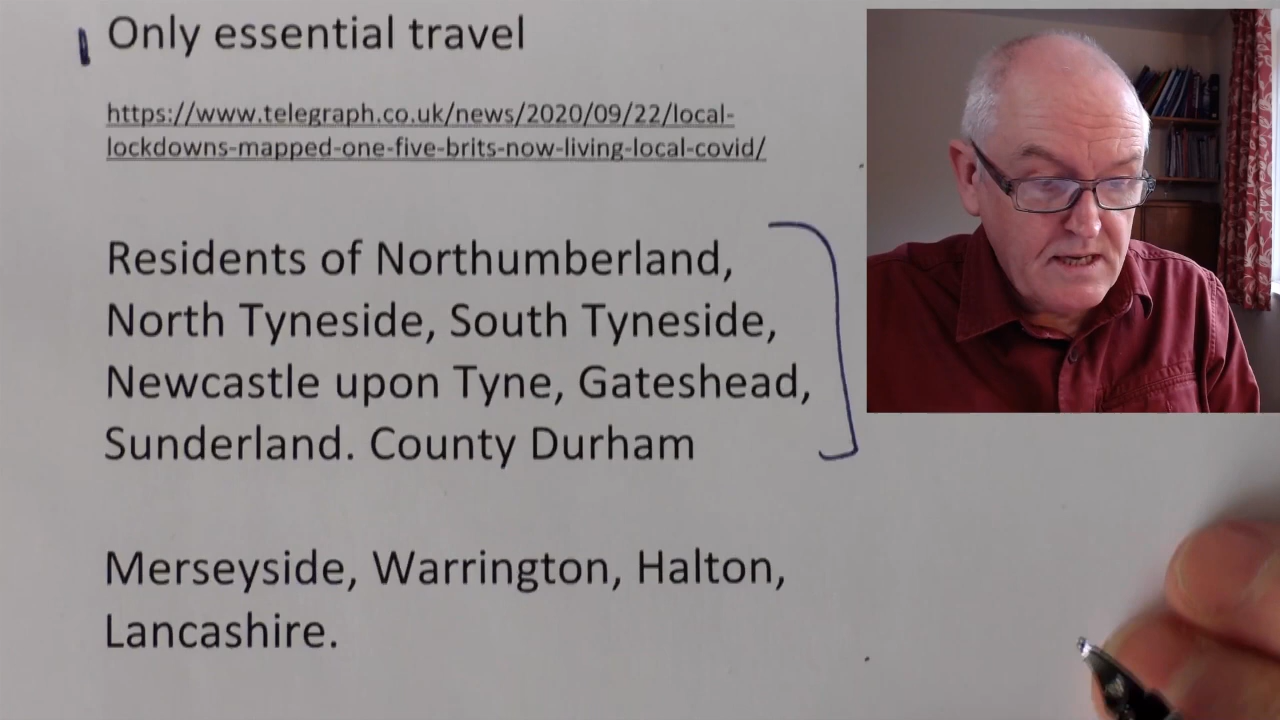 Only essential travel
https://www.telegraph.co.uk/news/2020/09/22/local-
lockdowns-mapped-one-five-brits-now-living-local-covid/
Residents of Northumberland,
North Tyneside, South Tyneside,
Newcastle upon Tyne, Gateshead,
Sunderland. County Durham
Merseyside, Warrington, Halton,
Lancashire.